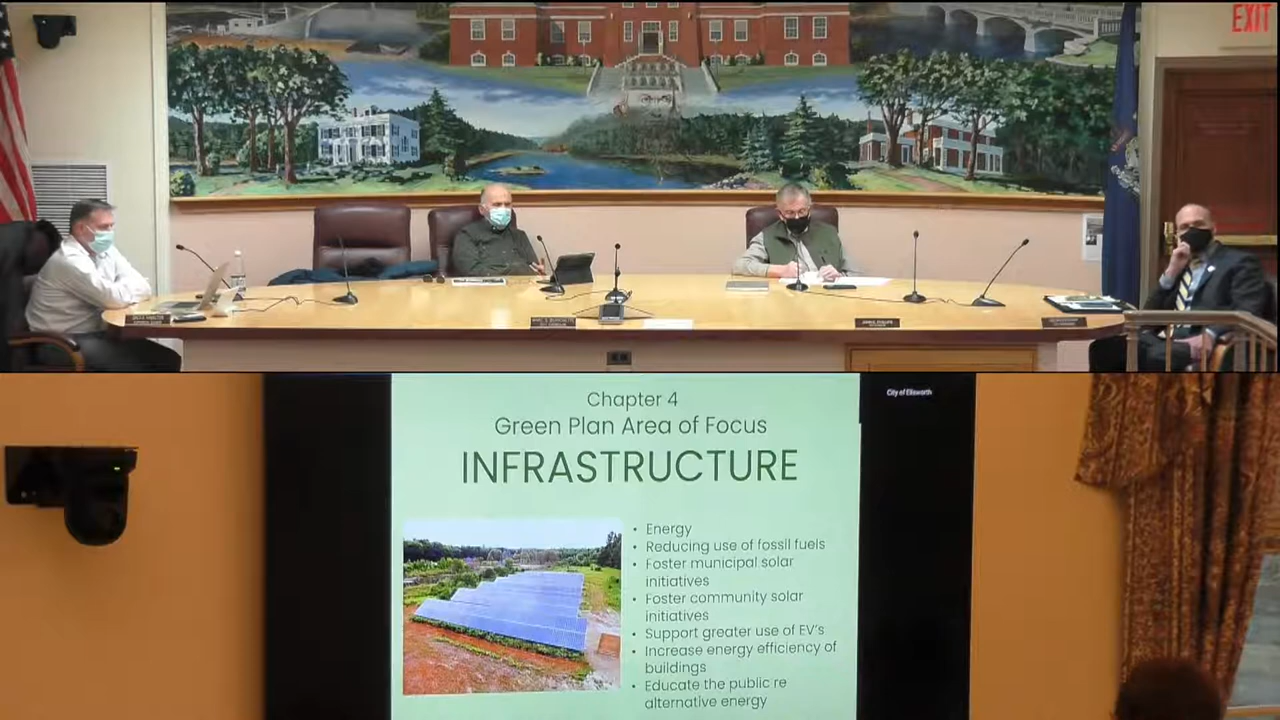 EXIT
Chapter 4
City of Ellsworth
Green Plan Area of Focus
INFRASTRUCTURE
• Energy
• Reducing use of fossil fuels
• Foster municipal solar
initiatives
• Foster community solar
initiatives
• Support greater use of EV's
• Increase energy efficiency of
buildings
• Educate the public re
alternative energy